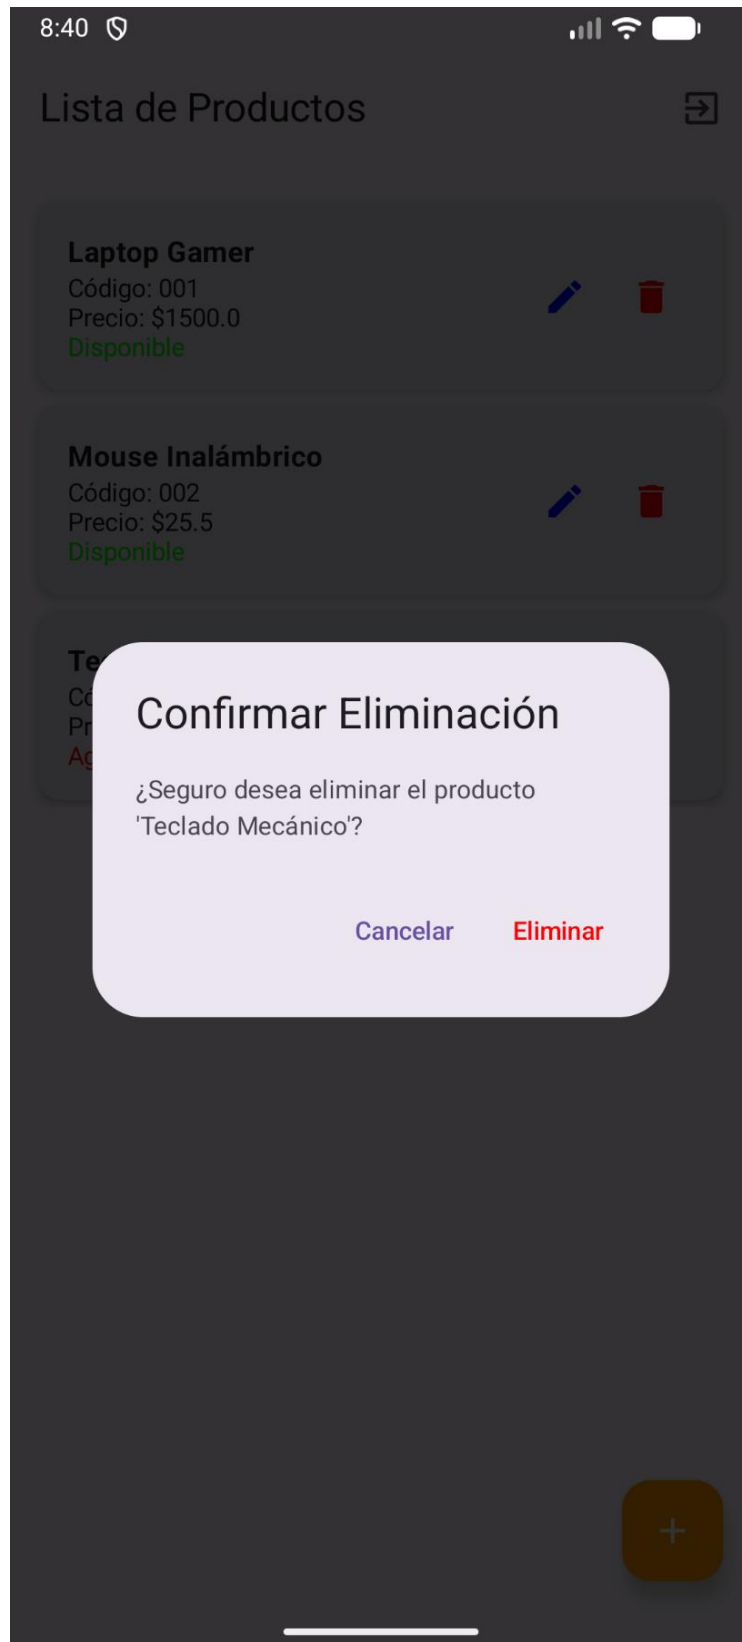 8:40
Lista de Productos
Laptop Gamer
Código: 001
Precio: $1500.0
Disponible
Mouse Inalámbrico
Código: 002
Precio: $25.5
Disponible
Confirmar Eliminación
¿Seguro desea eliminar el producto
'Teclado Mecánico'?
Cancelar Eliminar